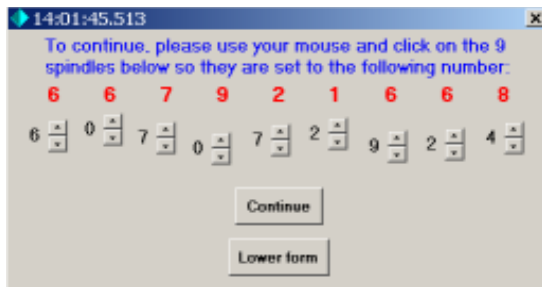 14:01:45.513
To continue, please use your mouse and click on the 9
spindles below so they are set to the following number:
6 6 7 9 2 1 6 6 8
6 0 7 0 7 2 9 2 4
Continue
Lower form